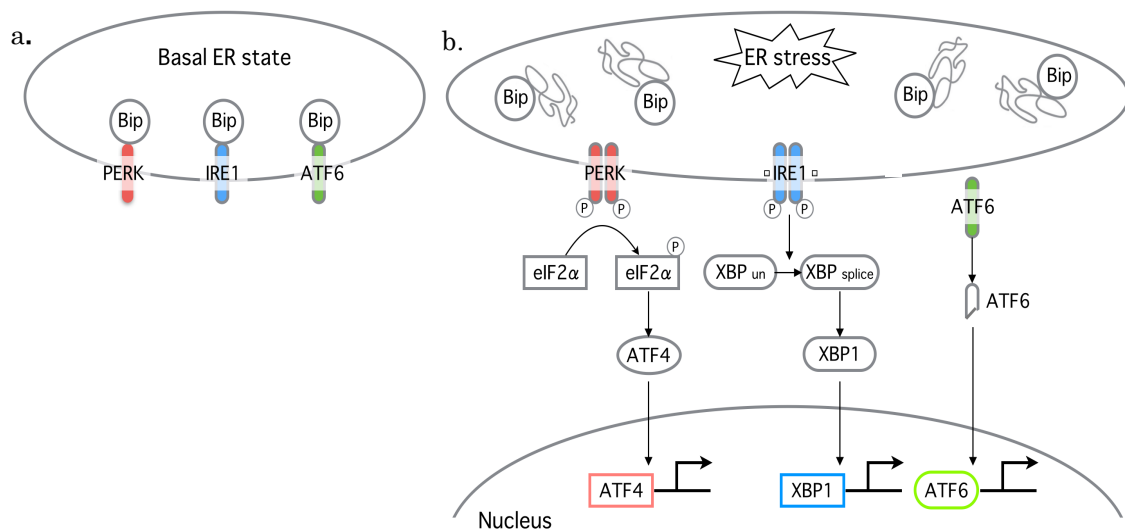 a.
Basal ER state
Bip
Bip
Bip
PERK
IRE1
ATF6
b.
ER stress
Bip
Bip
Bip
Bip
PERK
IRE1
P
P
P
P
ATF6
eIF2α
P
eIF2α
XBP un
XBP splice
ATF6
ATF4
XBP1
ATF4
XBP1
ATF6
Nucleus